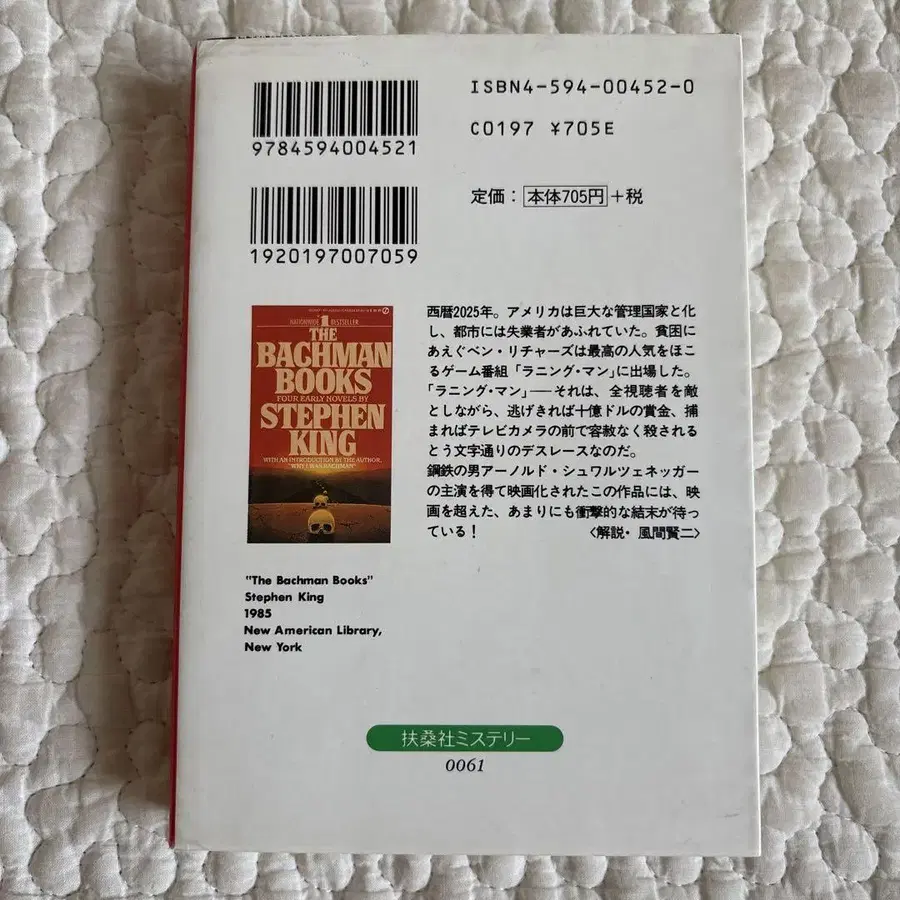 ISBN4-594-00452-0
C0197 ¥705E
9784594004521
定価：本体705円+税
1920197007059
NATIONWIDE #1 BESTSELLER
THE
BACHMAN
BOOKS
FOUR EARLY NOVELS BY
STEPHEN
KING
WITH AN INTRODUCTION BY THE AUTHOR,
"WHY I WAS BACHMAN"
西暦2025年。アメリカは巨大な管理国家と化
し、都市には失業者があふれていた。貧困に
あえぐベン・リチャーズは最高の人気をほこ
るゲーム番組「ラニング・マン」に出場した。
「ラニング・マン」――それは、全視聴者を敵
としながら、逃げきれば十億ドルの賞金、捕
まればテレビカメラの前で容赦なく殺される
とう文字通りのデスレースなのだ。
鋼鉄の男アーノルド・シュワルツェネッガー
の主演を得て映画化されたこの作品には、映
画を超えた、あまりにも衝撃的な結末が待っ
ている！ 〈解説・風間賢二〉
"The Bachman Books"
Stephen King
1985
New American Library,
New York
扶桑社ミステリー
0061